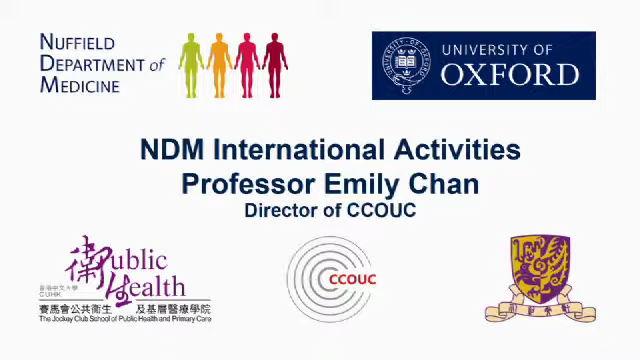 NUFFIELD
DEPARTMENT of
MEDICINE
UNIVERSITY OF
OXFORD
NDM International Activities
Professor Emily Chan
Director of CCOUC
衛 Public
Health
生
香港中文大學
CUHK
賽馬會公共衞生 及基層醫療學院
The Jockey Club School of Public Health and Primary Care
CCOUC